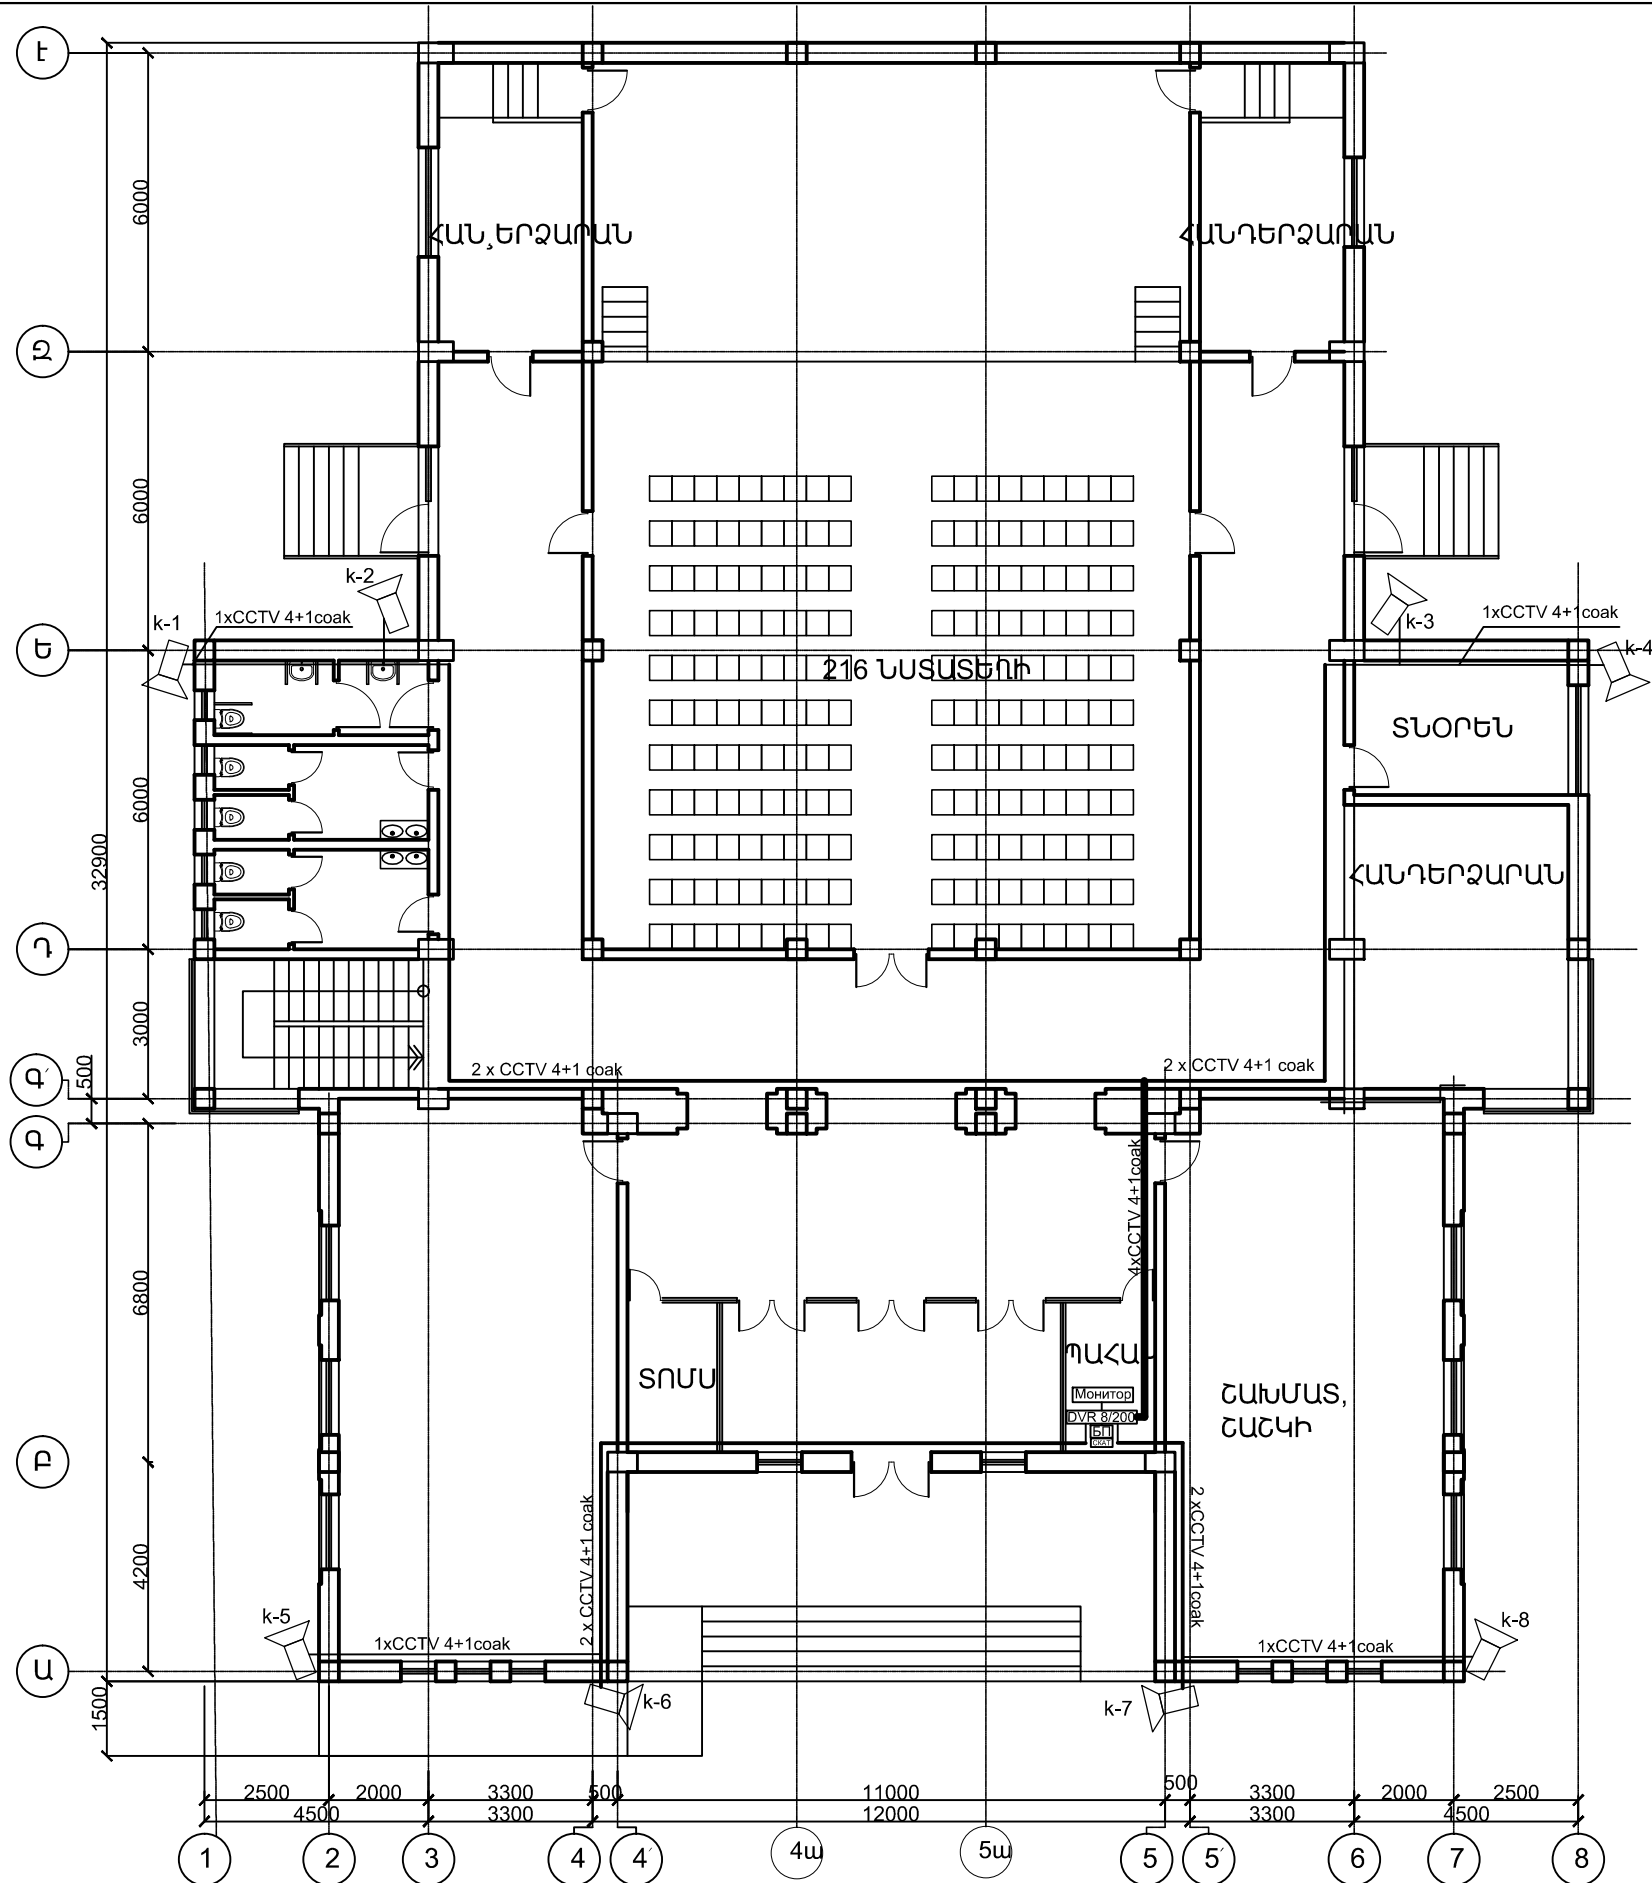 Է
6000
ՀԱՆ¸ԵՐՁԱՐԱՆ
ՀԱՆԴԵՐՁԱՐԱՆ
Զ
6000
k-2
k-1
1xCCTV 4+1coak
k-3
1xCCTV 4+1coak
k-4
Ե
216 ՆՍՏԱՏԵՂԻ
ՏՆՕՐԵՆ
6000
32900
ՀԱՆԴԵՐՁԱՐԱՆ
Դ
3000
2 x CCTV 4+1 coak
2 x CCTV 4+1 coak
Գ՛
500
Գ
4xCCTV 4+1coak
6800
ՏՈՄՍ
ՊԱՀԱ
Монитор
DVR 8/200
БП
СКАТ
ՇԱԽՄԱՏ,
ՇԱՇԿԻ
Բ
4200
2 x CCTV 4+1 coak
2 xCCTV 4+1coak
k-5
1xCCTV 4+1coak
1xCCTV 4+1coak
k-8
Ա
1500
k-6
k-7
2500 2000 3300 500 11000 500 3300 2000 2500
4500 3300 12000 3300 4500
1 2 3 4 4՛ 4ա 5ա 5 5՛ 6 7 8